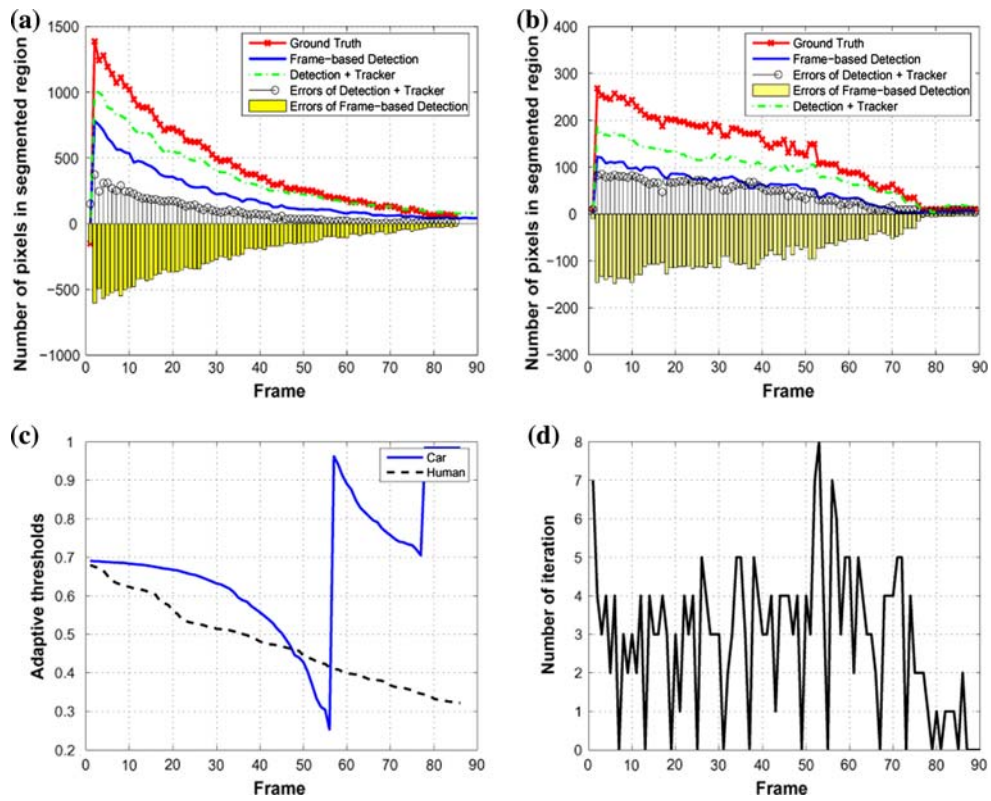 (a)
Number of pixels in segmented region
1500
1000
500
0
−500
−1000
Ground Truth
Frame-based Detection
Detection + Tracker
Errors of Detection + Tracker
Errors of Frame-based Detection
0 10 20 30 40 50 60 70 80 90
Frame
(b)
Number of pixels in segmented region
400
300
200
100
0
−100
−200
−300
Ground Truth
Frame-based Detection
Errors of Detection + Tracker
Errors of Frame-based Detection
Detection + Tracker
0 10 20 30 40 50 60 70 80 90
Frame
(c)
Adaptive thresholds
1
0.9
0.8
0.7
0.6
0.5
0.4
0.3
0.2
Car
Human
0 10 20 30 40 50 60 70 80 90
Frame
(d)
Number of iteration
8
7
6
5
4
3
2
1
0
0 10 20 30 40 50 60 70 80 90
Frame